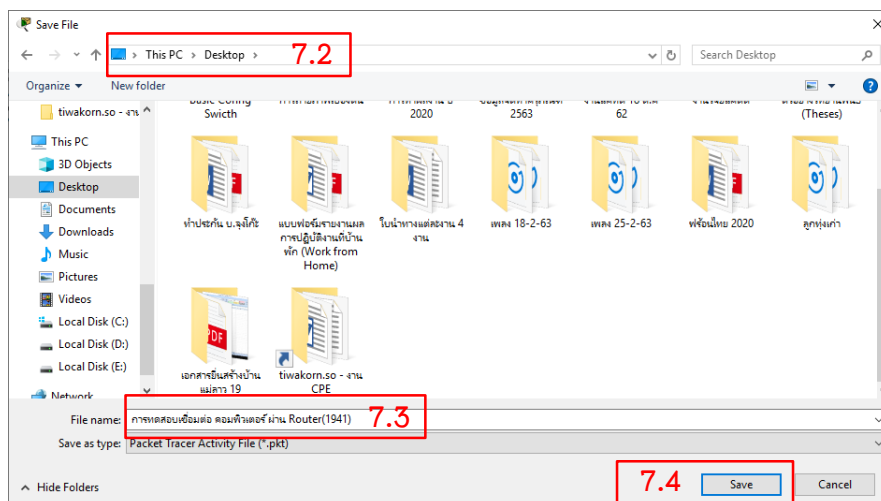 Save File
This PC > Desktop >
7.2
Search Desktop
Organize
New folder
tiwakorn.so - งาน
This PC
3D Objects
Desktop
Documents
Downloads
Music
Pictures
Videos
Local Disk (C:)
Local Disk (D:)
Local Disk (E:)
Network
Basic Config
Swicth
2020
2563
62
(Theses)
ทำประกัน บ.จุงโก๊ะ
แบบฟอร์มรายงานผล
การปฏิบัติงานที่บ้าน
พัก (Work from
Home)
ใบนำทางแต่ละงาน 4
งาน
เพลง 18-2-63
เพลง 25-2-63
ฟร้อนไทย 2020
ลูกทุ่งเก่า
เอกสารยื่นสร้างบ้าน
แม่ลาว 19
tiwakorn.so - งาน
CPE
File name: การทดสอบเชื่อมต่อ คอมพิวเตอร์ ผ่าน Router(1941)
7.3
Save as type: Packet Tracer Activity File (*.pkt)
Hide Folders
7.4
Save
Cancel